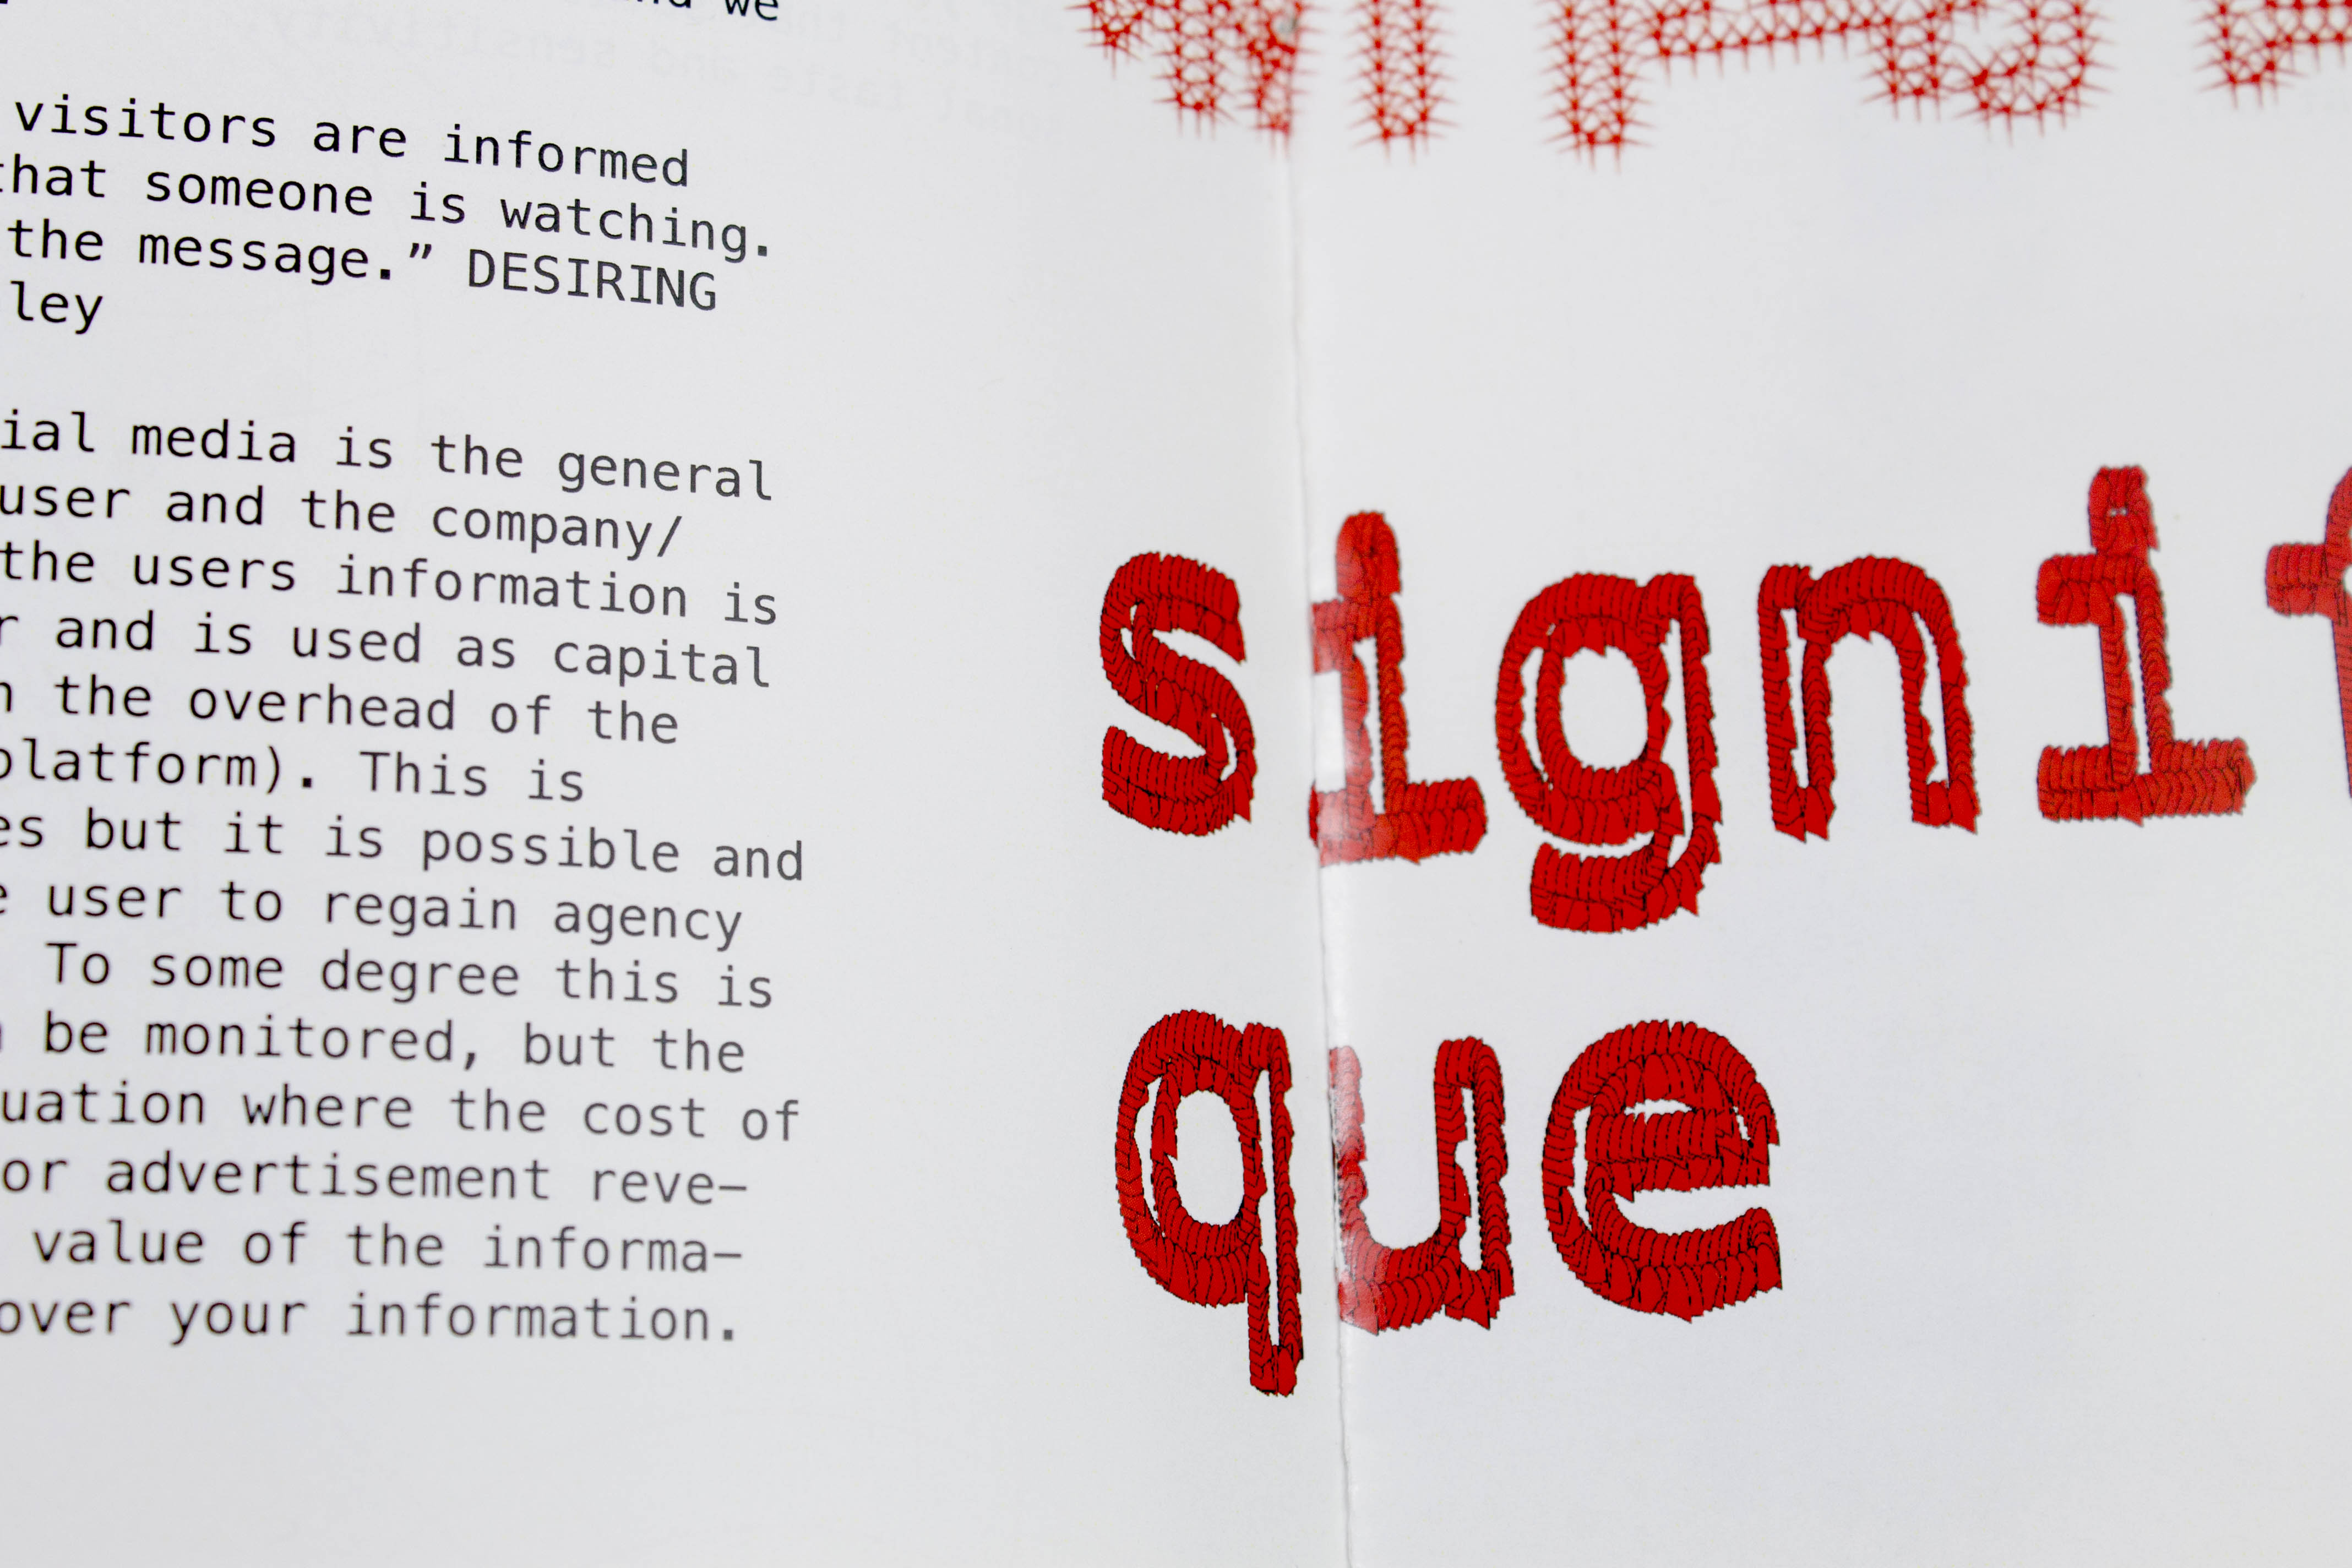 we
visitors are informed
that someone is watching.
the message.” DESIRING
ley
ial media is the general
user and the company/
the users information is
r and is used as capital
n the overhead of the
platform). This is
es but it is possible and
e user to regain agency
To some degree this is
be monitored, but the
uation where the cost of
or advertisement reve–
value of the informa–
over your information.
signif
que